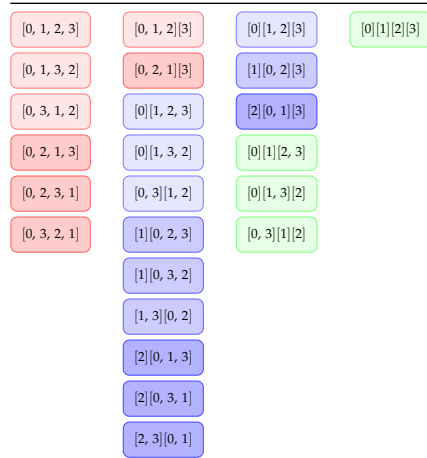 [0, 1, 2, 3] [0, 1, 2][3] [0][1, 2][3] [0][1][2][3]
[0, 1, 3, 2] [0, 2, 1][3] [1][0, 2][3]
[0, 3, 1, 2] [0][1, 2, 3] [2][0, 1][3]
[0, 2, 1, 3] [0][1, 3, 2] [0][1][2, 3]
[0, 2, 3, 1] [0, 3][1, 2] [0][1, 3][2]
[0, 3, 2, 1] [1][0, 2, 3] [0, 3][1][2]
[1][0, 3, 2]
[1, 3][0, 2]
[2][0, 1, 3]
[2][0, 3, 1]
[2, 3][0, 1]